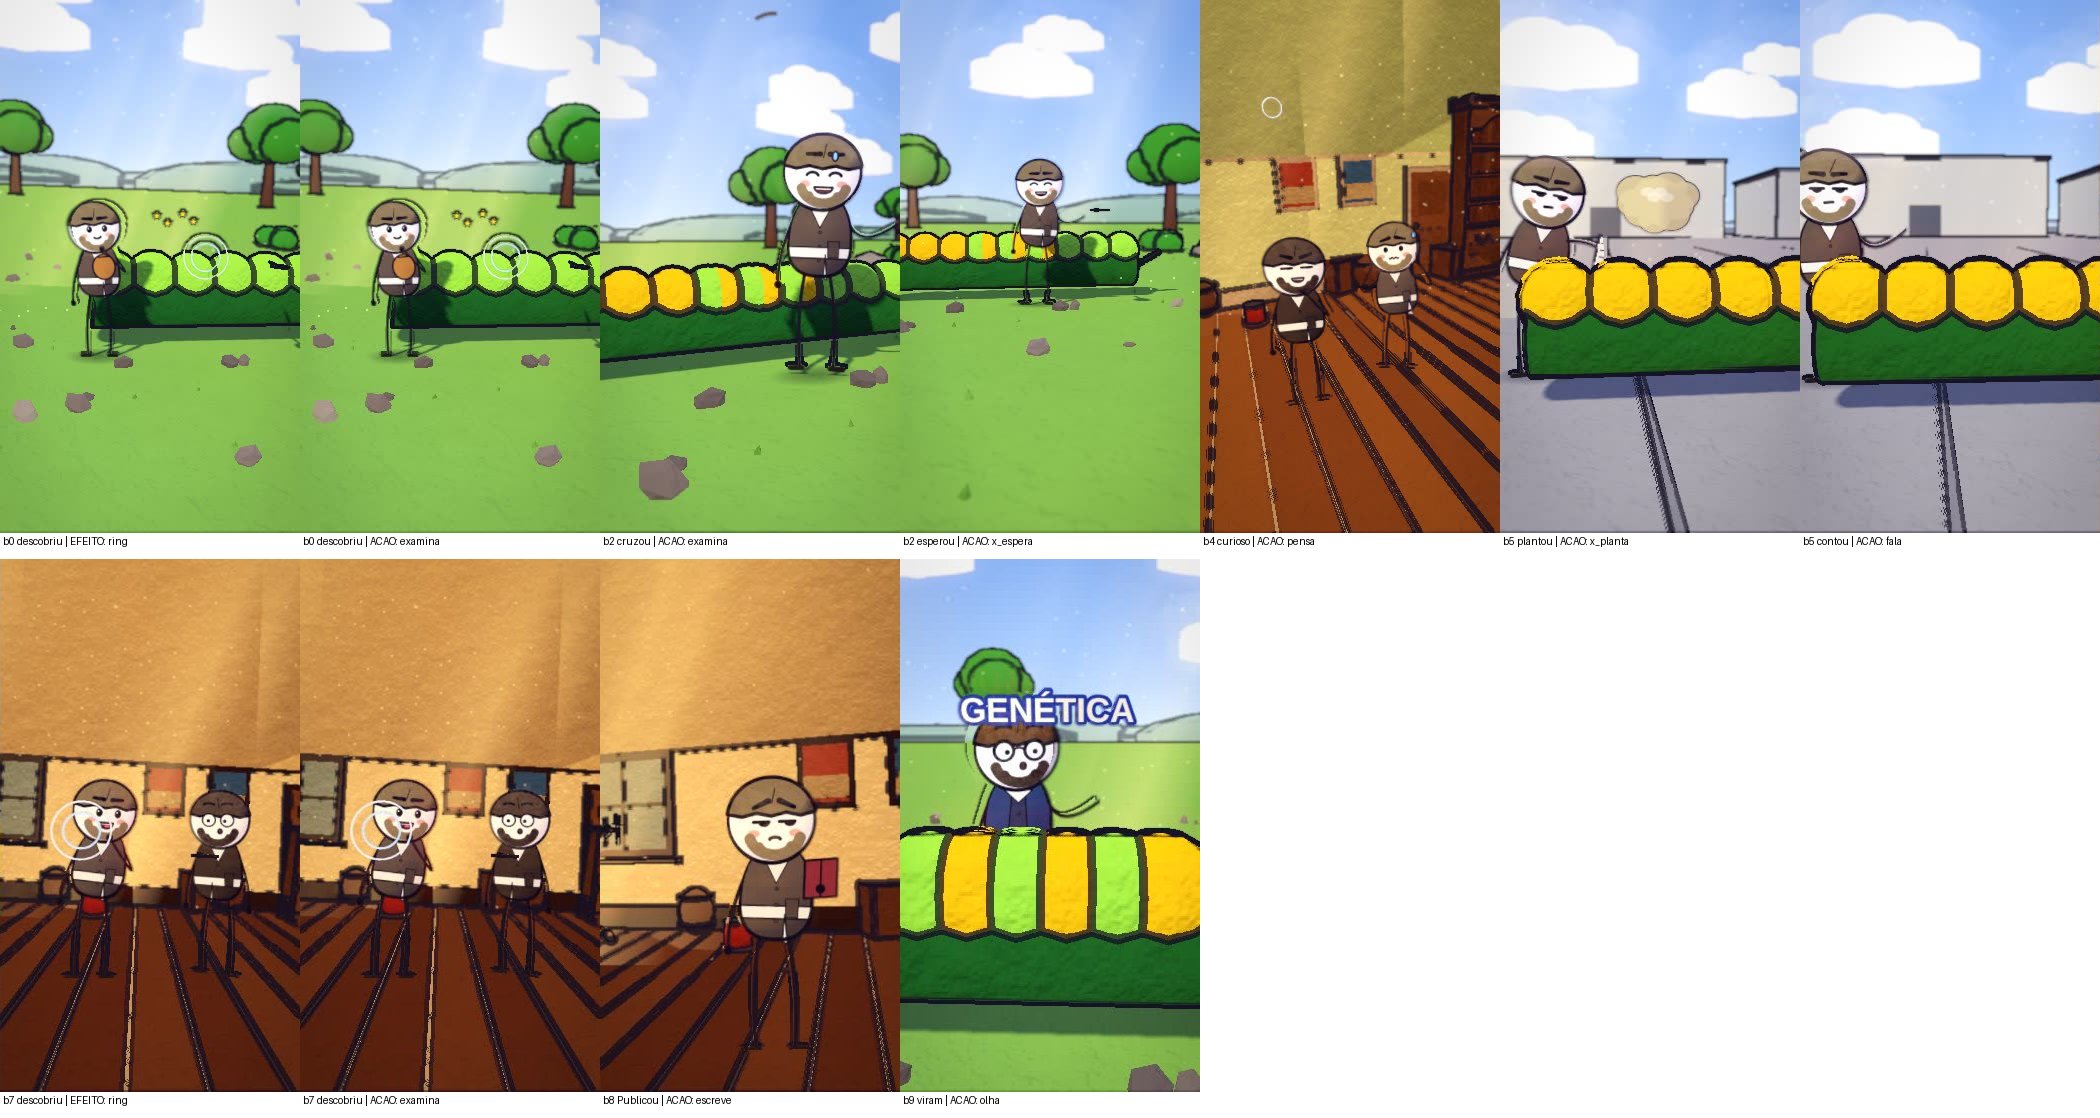 b0 descobriu | EFEITO: ring
b0 descobriu | ACAO: examina
b2 cruzou | ACAO: examina
b2 esperou | ACAO: x_espera
b4 curioso | ACAO: pensa
b5 plantou | ACAO: x_planta
b5 contou | ACAO: fala
GENÉTICA
b7 descobriu | EFEITO: ring
b7 descobriu | ACAO: examina
b8 Publicou | ACAO: escreve
b9 viram | ACAO: olha